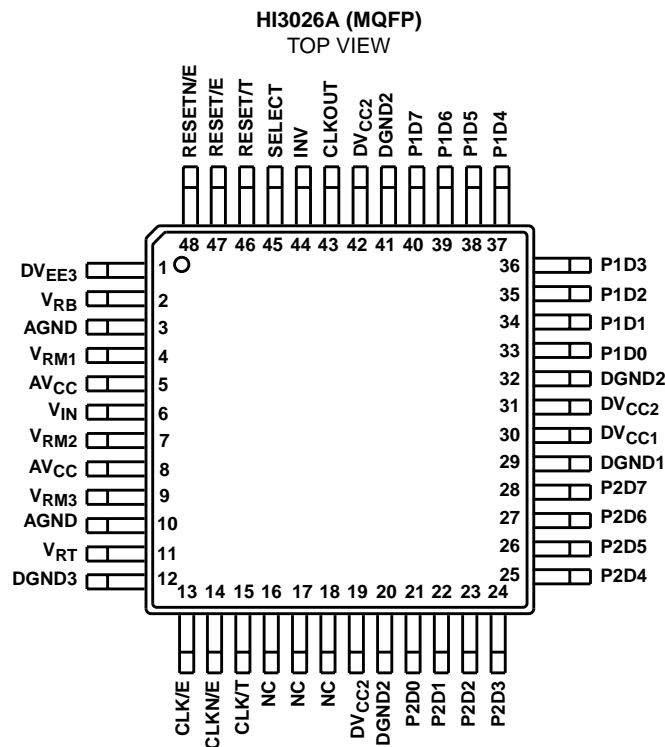 HI3026A (MQFP)
TOP VIEW
RESETN/E
RESET/E
RESET/T
SELECT
INV
CLKOUT
DVCC2
DGND2
P1D7
P1D6
P1D5
P1D4
48 47 46 45 44 43 42 41 40 39 38 37
DVEE3 1
VRB 2
AGND 3
VRM1 4
AVCC 5
VIN 6
VRM2 7
AVCC 8
VRM3 9
AGND 10
VRT 11
DGND3 12
36 P1D3
35 P1D2
34 P1D1
33 P1D0
32 DGND2
31 DVCC2
30 DVCC1
29 DGND1
28 P2D7
27 P2D6
26 P2D5
25 P2D4
13 14 15 16 17 18 19 20 21 22 23 24
CLK/E
CLKN/E
CLK/T
NC
NC
NC
DVCC2
DGND2
P2D0
P2D1
P2D2
P2D3